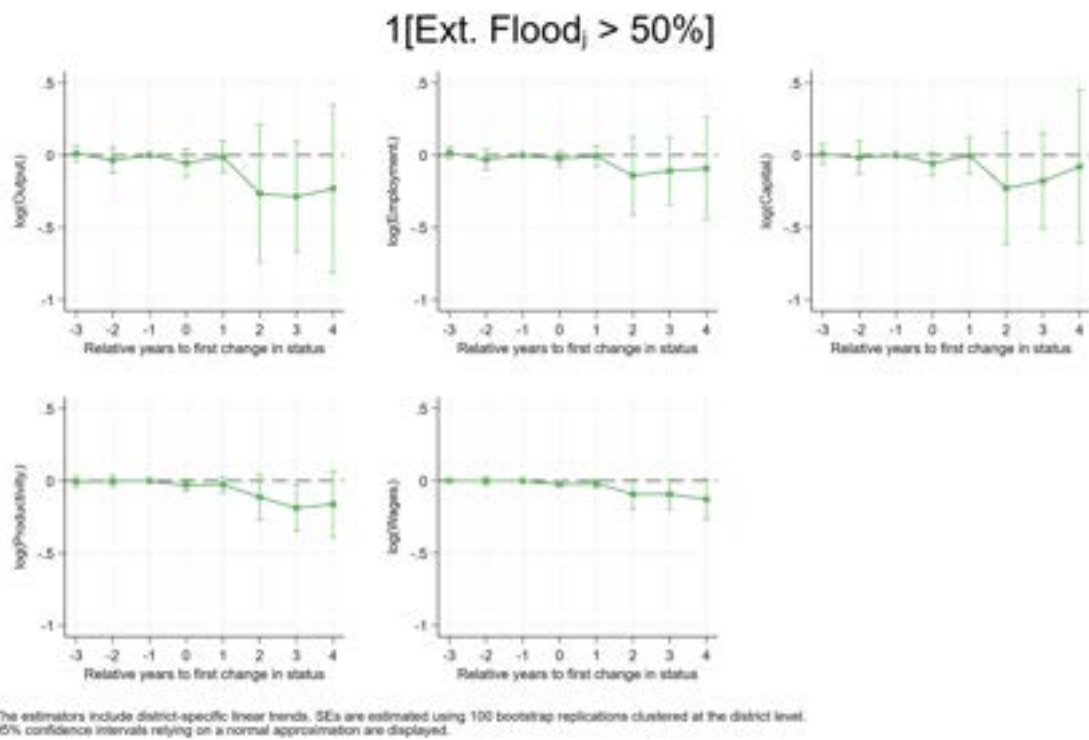 1[Ext. Floodⱼ > 50%]
.5
0
-.5
-1
log(Output)
-3 -2 -1 0 1 2 3 4
Relative years to first change in status
.5
0
-.5
-1
log(Employment)
-3 -2 -1 0 1 2 3 4
Relative years to first change in status
.5
0
-.5
-1
log(Capital)
-3 -2 -1 0 1 2 3 4
Relative years to first change in status
.5
0
-.5
-1
log(Productivity)
-3 -2 -1 0 1 2 3 4
Relative years to first change in status
.5
0
-.5
-1
log(Wages)
-3 -2 -1 0 1 2 3 4
Relative years to first change in status
he estimators include district-specific linear trends. SEs are estimated using 100 bootstrap replications clustered at the district level.
5% confidence intervals relying on a normal approximation are displayed.